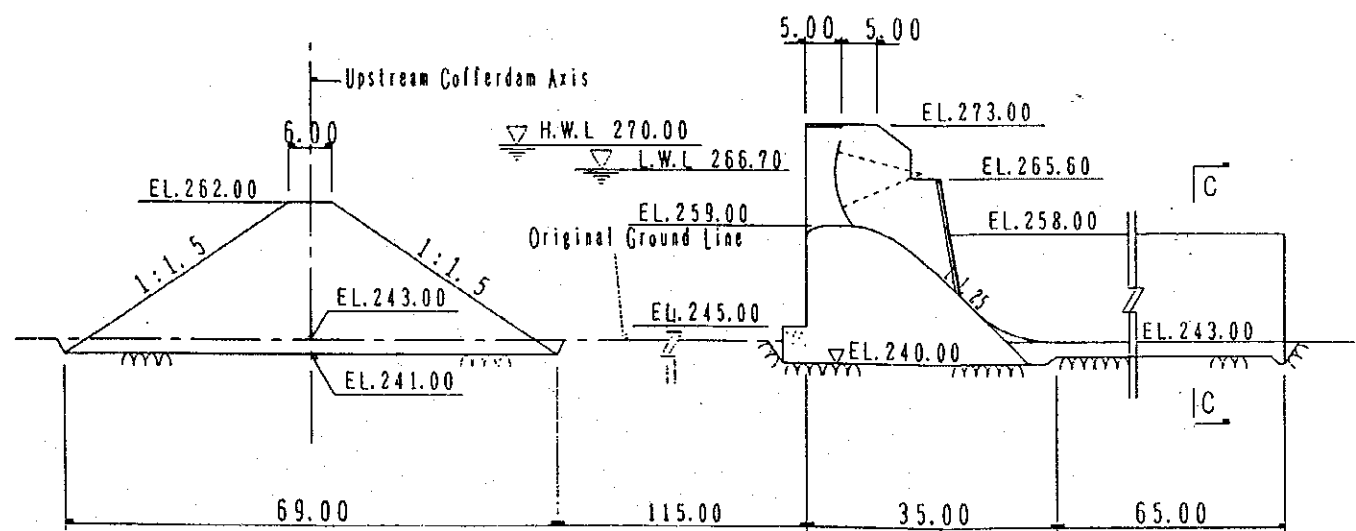 5.00 5.00
Upstream Cofferdam Axis
6.00
EL.273.00
H.W.L 270.00
L.W.L 266.70
EL.265.60
C
EL.262.00
EL.259.00
EL.258.00
Original Ground Line
1:1.5
1:1.5
EL.243.00
EL.245.00
EL.243.00
EL.240.00
EL.241.00
C
69.00
115.00
35.00
65.00